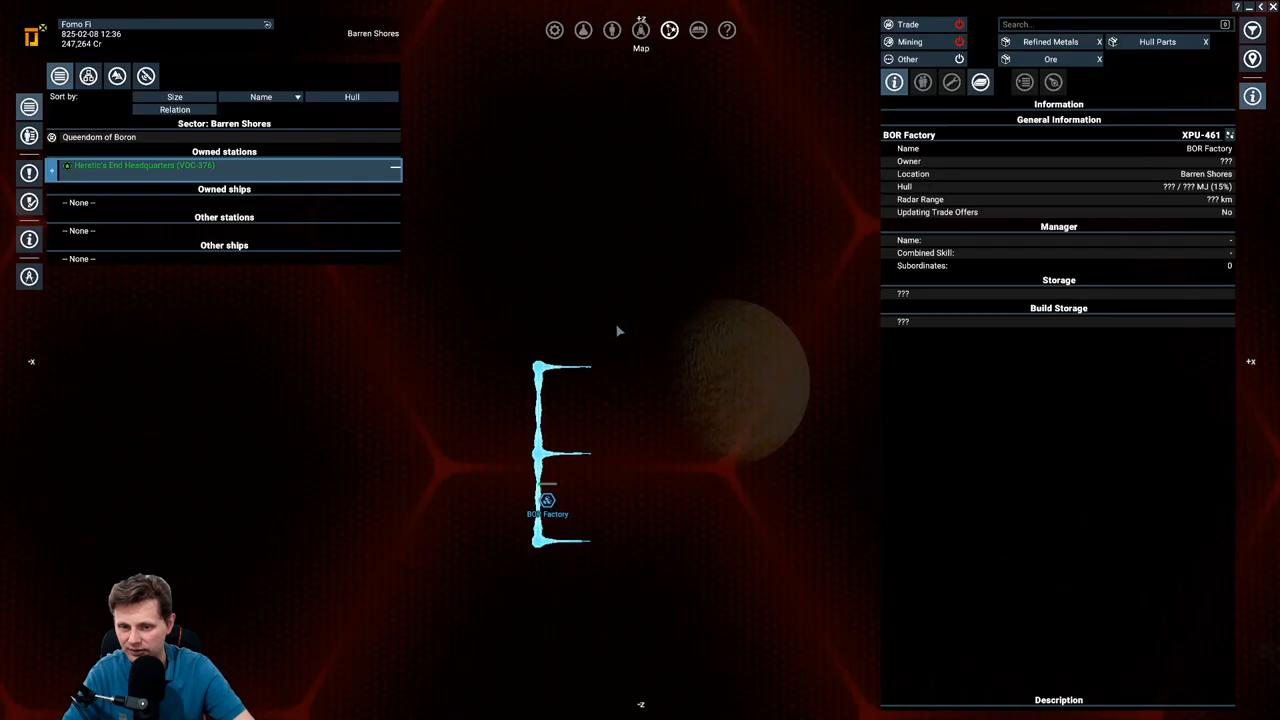 Fomo Fi
825-02-08 12:36
247,264 Cr
Barren Shores
Sort by:
Size
Name
Hull
Relation
Sector: Barren Shores
Queendom of Boron
Owned stations
Heretic's End Headquarters (VOC-376)
Owned ships
-- None --
Other stations
-- None --
Other ships
-- None --
+z
Map
-x
+x
-z
BOR Factory
Trade
Mining
Other
Search...
0
Refined Metals X
Hull Parts X
Ore X
Information
General Information
BOR Factory XPU-461
Name BOR Factory
Owner ???
Location Barren Shores
Hull ??? / ??? MJ (15%)
Radar Range ??? km
Updating Trade Offers No
Manager
Name: -
Combined Skill: -
Subordinates: 0
Storage
???
Build Storage
???
Description